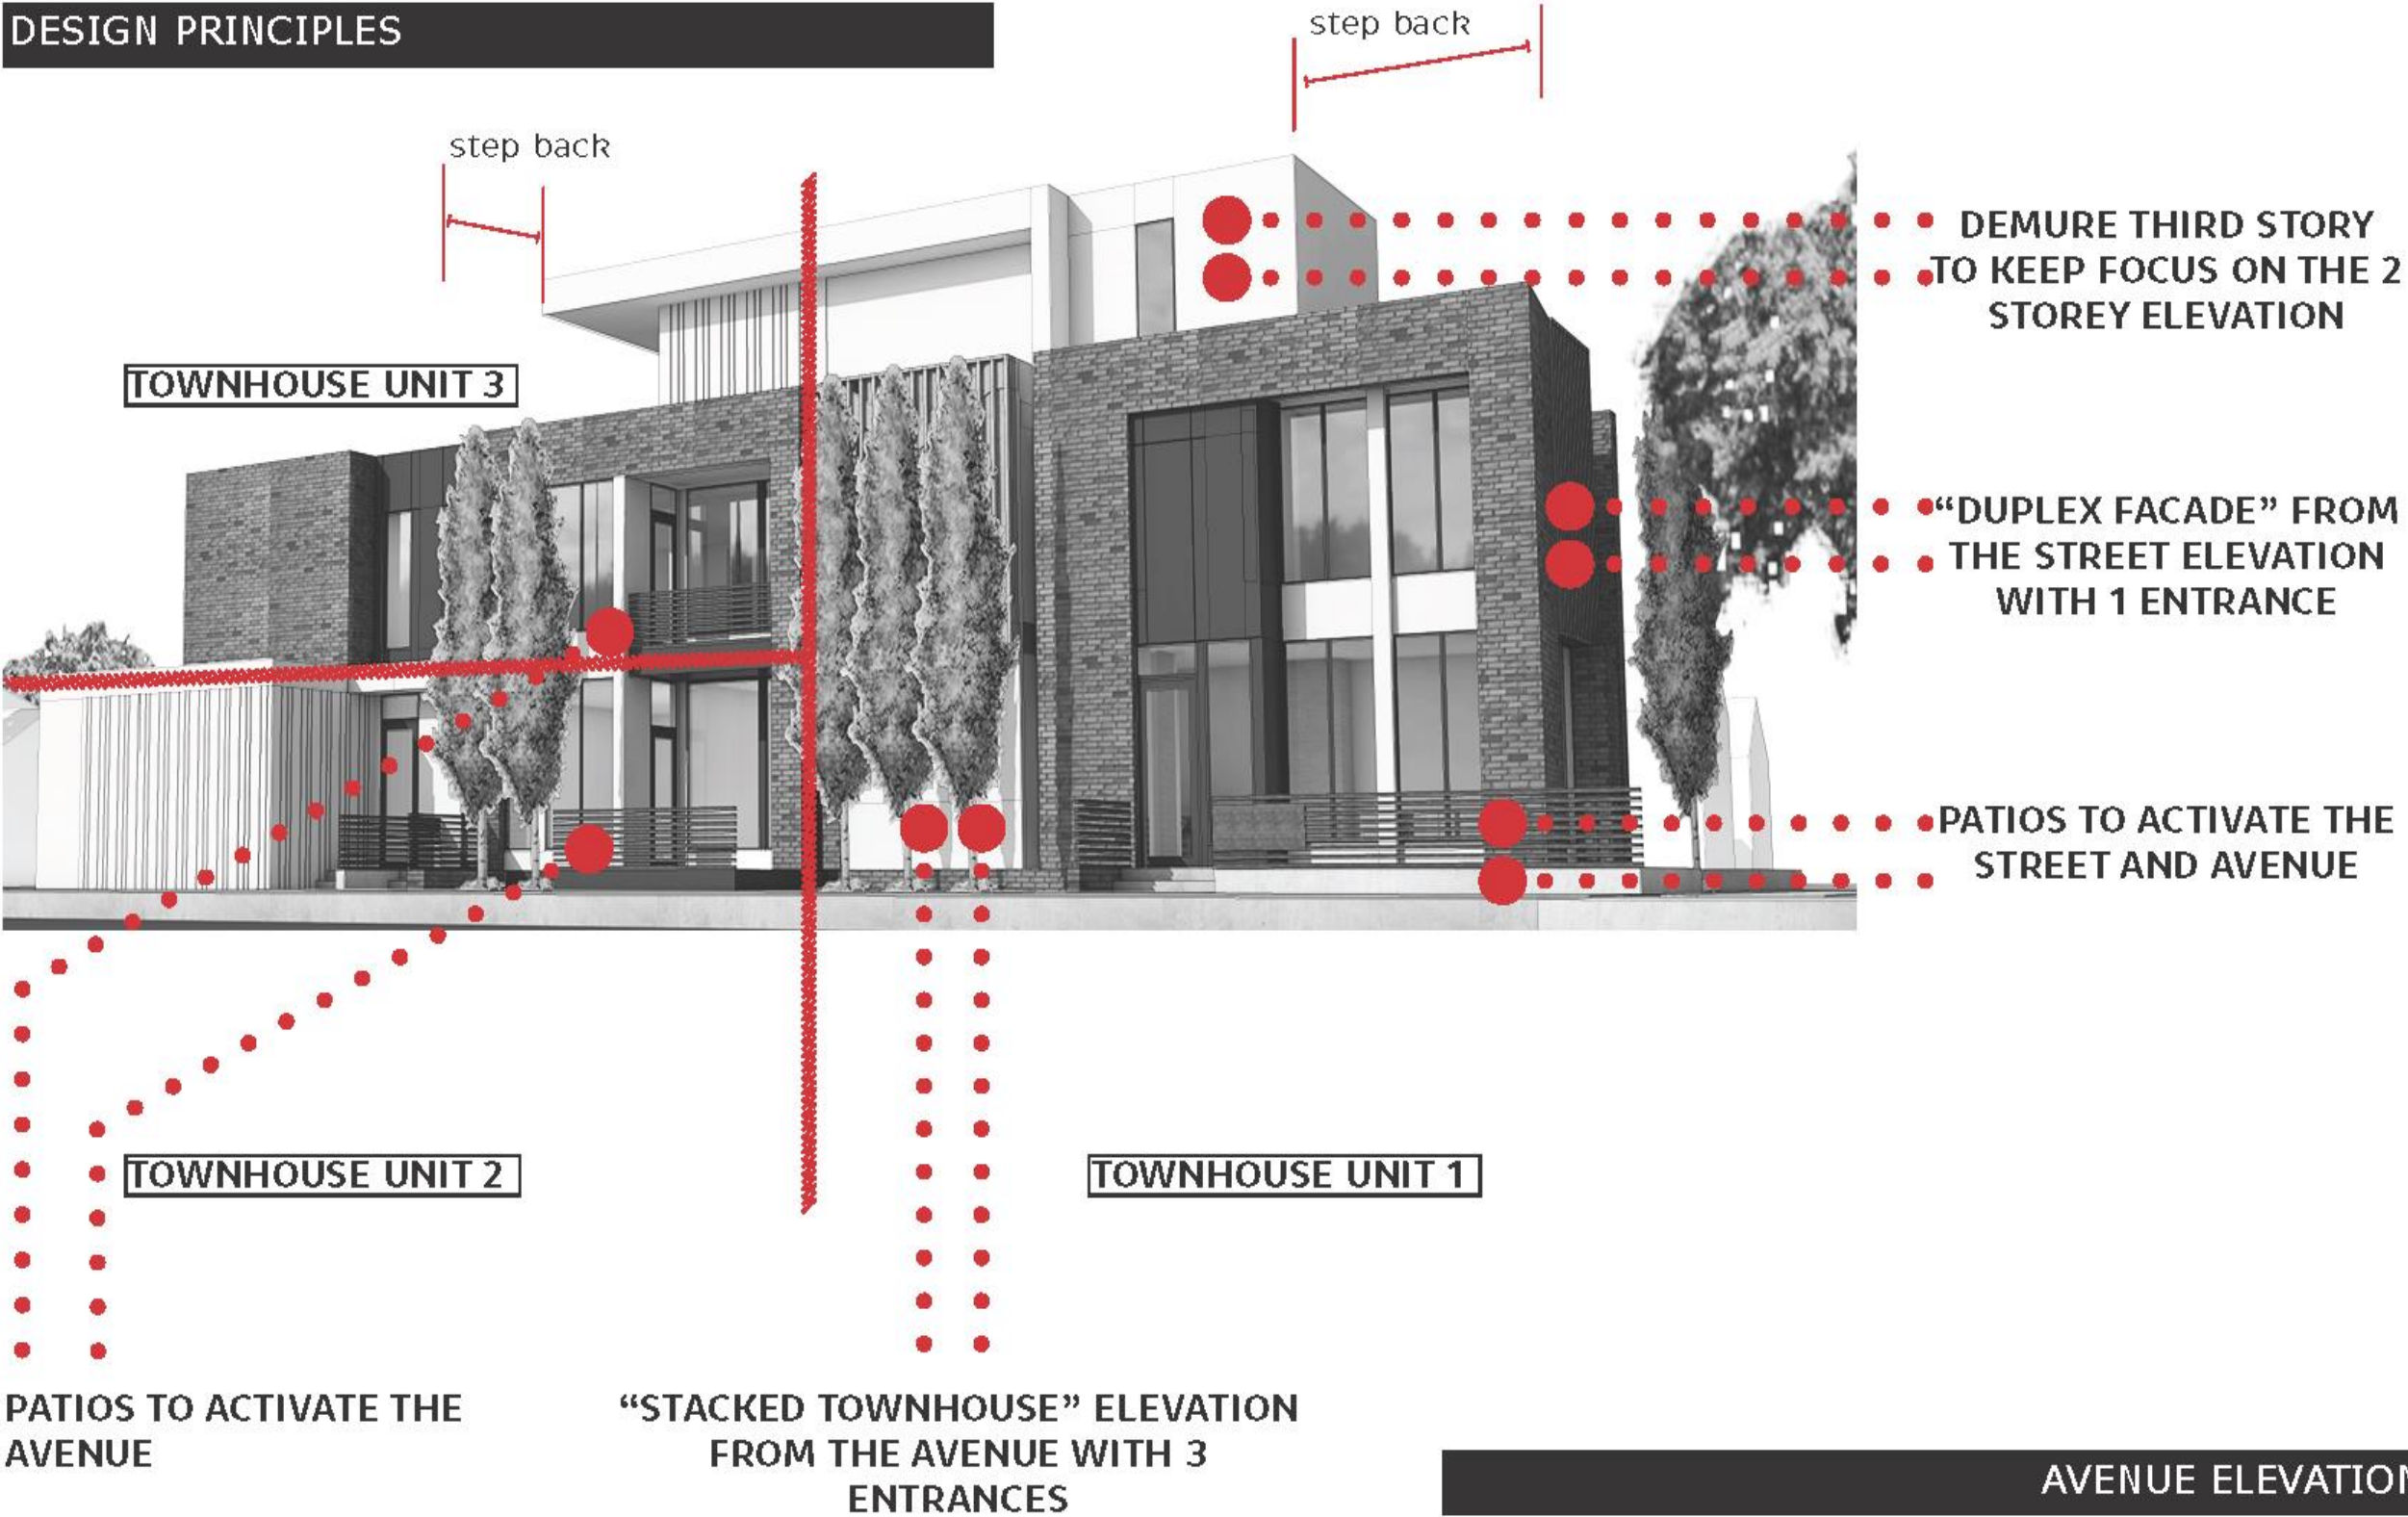 DESIGN PRINCIPLES
step back
step back
DEMURE THIRD STORY
TO KEEP FOCUS ON THE 2
STOREY ELEVATION
TOWNHOUSE UNIT 3
“DUPLEX FACADE” FROM
THE STREET ELEVATION
WITH 1 ENTRANCE
PATIOS TO ACTIVATE THE
STREET AND AVENUE
TOWNHOUSE UNIT 2
TOWNHOUSE UNIT 1
PATIOS TO ACTIVATE THE
AVENUE
“STACKED TOWNHOUSE” ELEVATION
FROM THE AVENUE WITH 3
ENTRANCES
AVENUE ELEVATION